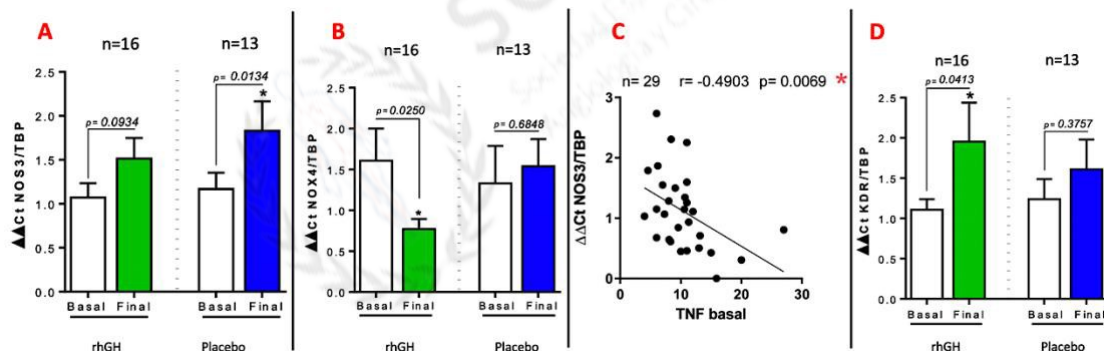 A
n=16 n=13
ΔΔCt NOS3/TBP
2.5
2.0
1.5
1.0
0.5
0.0
p= 0.0934
p= 0.0134
*
Basal Final Basal Final
rhGH Placebo
B
n=16 n=13
ΔΔCt NOX4/TBP
2.5
2.0
1.5
1.0
0.5
0.0
p= 0.0250
*
p= 0.6848
Basal Final Basal Final
rhGH Placebo
C
n= 29 r= -0.4903 p= 0.0069 *
ΔΔCt NOS3/TBP
3
2
1
0
0 10 20 30
TNF basal
D
n=16 n=13
ΔΔCt KDR/TBP
2.5
2.0
1.5
1.0
0.5
0.0
p= 0.0413
*
p= 0.3757
Basal Final Basal Final
rhGH Placebo